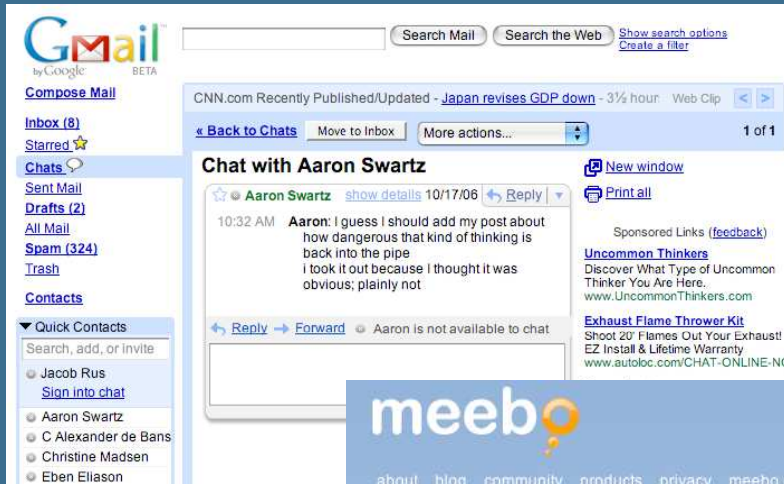 Gmail
by Google BETA
Search Mail Search the Web Show search options
Create a filter
Compose Mail
Inbox (8)
Starred
Chats
Sent Mail
Drafts (2)
All Mail
Spam (324)
Trash
Contacts
Quick Contacts
Search, add, or invite
Jacob Rus
Sign into chat
Aaron Swartz
C Alexander de Bans
Christine Madsen
Eben Eliason
CNN.com Recently Published/Updated - Japan revises GDP down - 3½ hour Web Clip < >
« Back to Chats Move to Inbox More actions... 1 of 1
Chat with Aaron Swartz
Aaron Swartz show details 10/17/06 Reply
10:32 AM Aaron: I guess I should add my post about
how dangerous that kind of thinking is
back into the pipe
i took it out because I thought it was
obvious; plainly not
Reply Forward Aaron is not available to chat
New window
Print all
Sponsored Links (feedback)
Uncommon Thinkers
Discover What Type of Uncommon
Thinker You Are Here.
www.UncommonThinkers.com
Exhaust Flame Thrower Kit
Shoot 20' Flames Out Your Exhaust!
EZ Install & Lifetime Warranty
www.autoloc.com/CHAT-ONLINE-NO
meebo
about blog community products privacy meebo